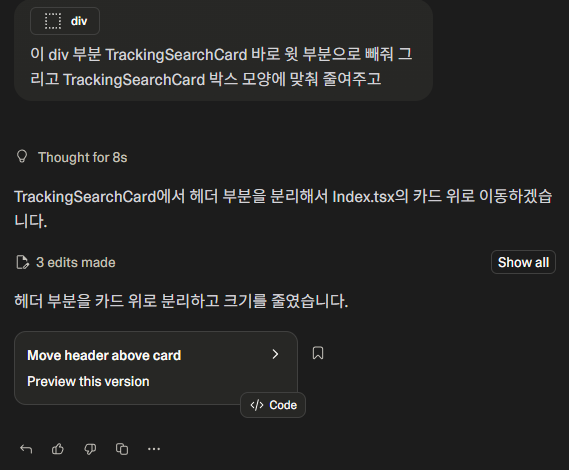 div
이 div 부분 TrackingSearchCard 바로 윗 부분으로 빼줘 그
리고 TrackingSearchCard 박스 모양에 맞춰 줄여주고
Thought for 8s
TrackingSearchCard에서 헤더 부분을 분리해서 Index.tsx의 카드 위로 이동하겠습
니다.
3 edits made
Show all
헤더 부분을 카드 위로 분리하고 크기를 줄였습니다.
Move header above card
Preview this version
Code